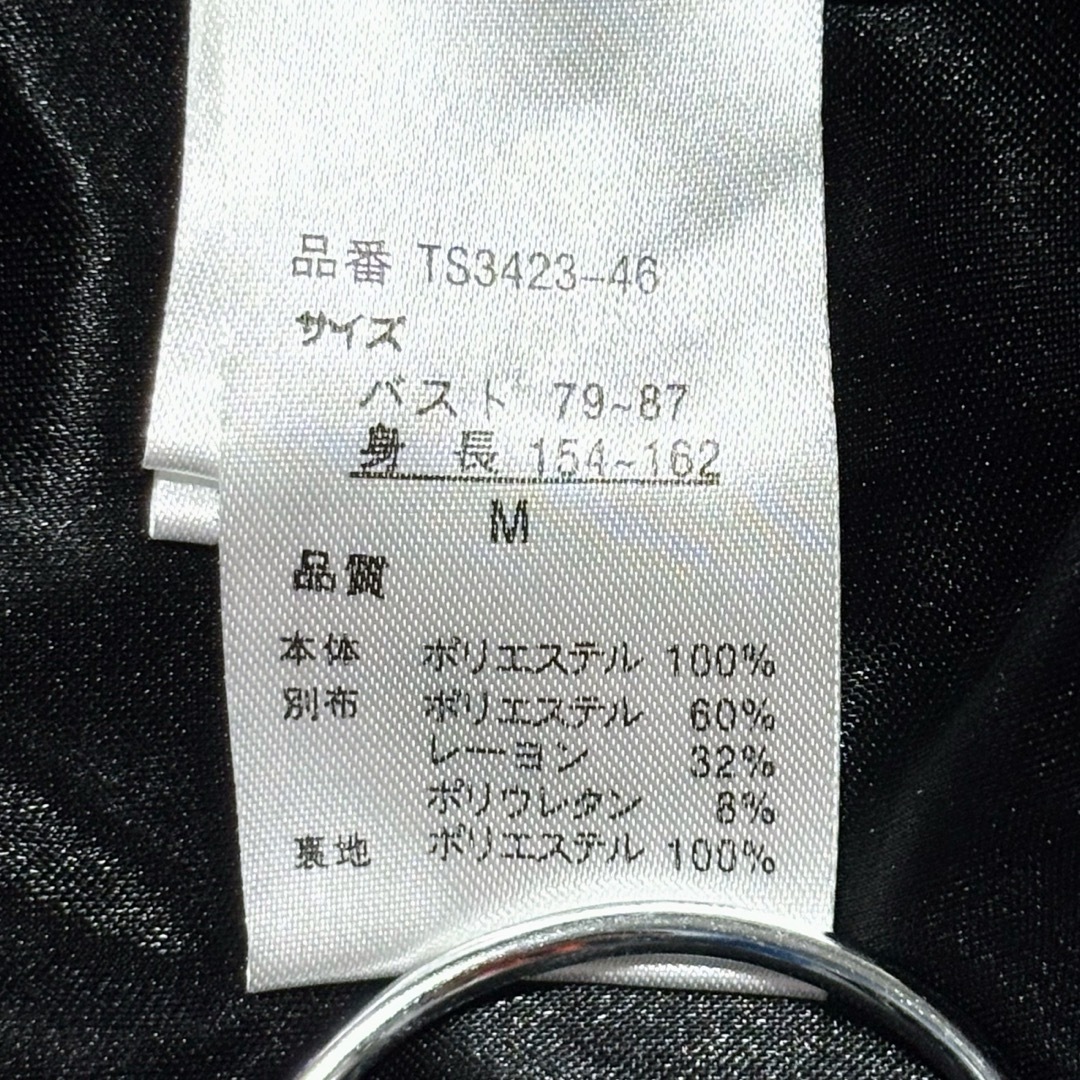 品番 TS3423-46
サイズ
バスト 79~87
身長 154~162
M
品質
本体 ポリエステル 100%
別布 ポリエステル 60%
レーヨン 32%
ポリウレタン 8%
裏地 ポリエステル 100%